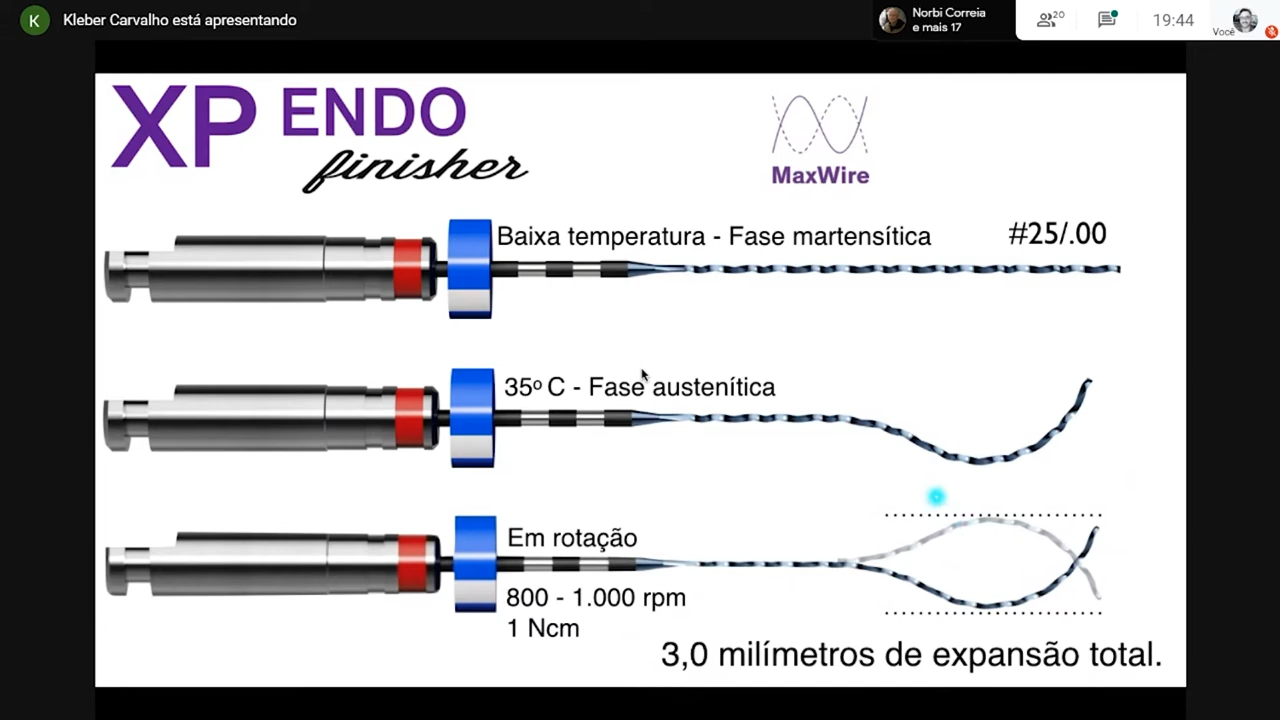 K
Kleber Carvalho está apresentando
Norbi Correia
e mais 17
20
19:44
Você
XP ENDO
finisher
MaxWire
Baixa temperatura - Fase martensítica
#25/.00
35º C - Fase austenítica
Em rotação
800 - 1.000 rpm
1 Ncm
3,0 milímetros de expansão total.